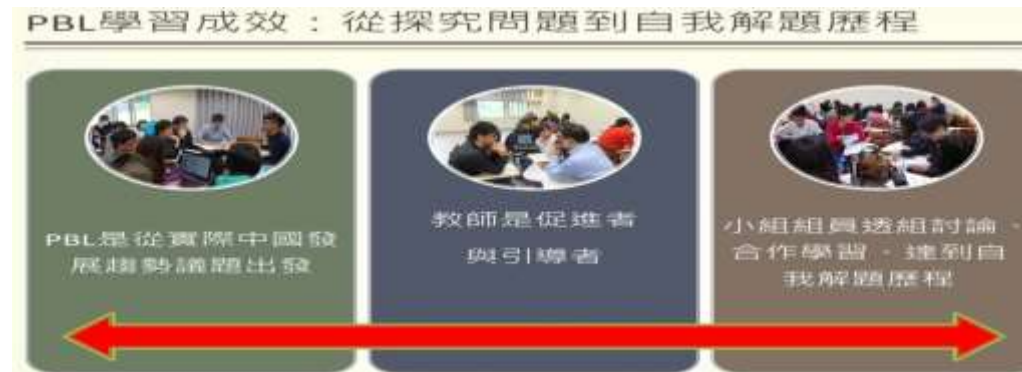 PBL學習成效：從探究問題到自我解題歷程
PBL是從實際中國發
展趨勢議題出發
教師是促進者
與引導者
小組組員透組討論、
合作學習，達到自
我解題歷程